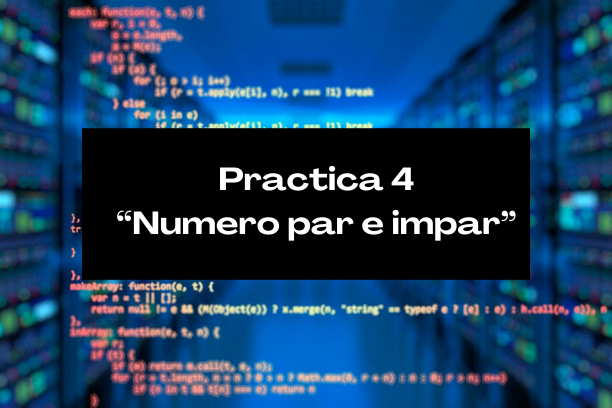 each: function(e, t, n) {
var r, i = 0,
o = e.length,
a = M(e);
if (n) {
if (a) {
for (; o > i; i++)
if (r = t.apply(e[i], n), r === !1) break
} else
for (i in e)
if (r = t.apply(e[i], n), r === !1) break
Practica 4
“Numero par e impar”
},
tr
}
},
makeArray: function(e, t) {
var n = t || [];
return null != e && (M(Object(e)) ? x.merge(n, "string" == typeof e ? [e] : e) : h.call(n, e)), n
},
inArray: function(e, t, n) {
var r;
if (t) {
if (m) return m.call(t, e, n);
for (r = t.length, n = n ? 0 > n ? Math.max(0, r + n) : n : 0; r > n; n++)
if (n in t && t[n] === e) return n
}